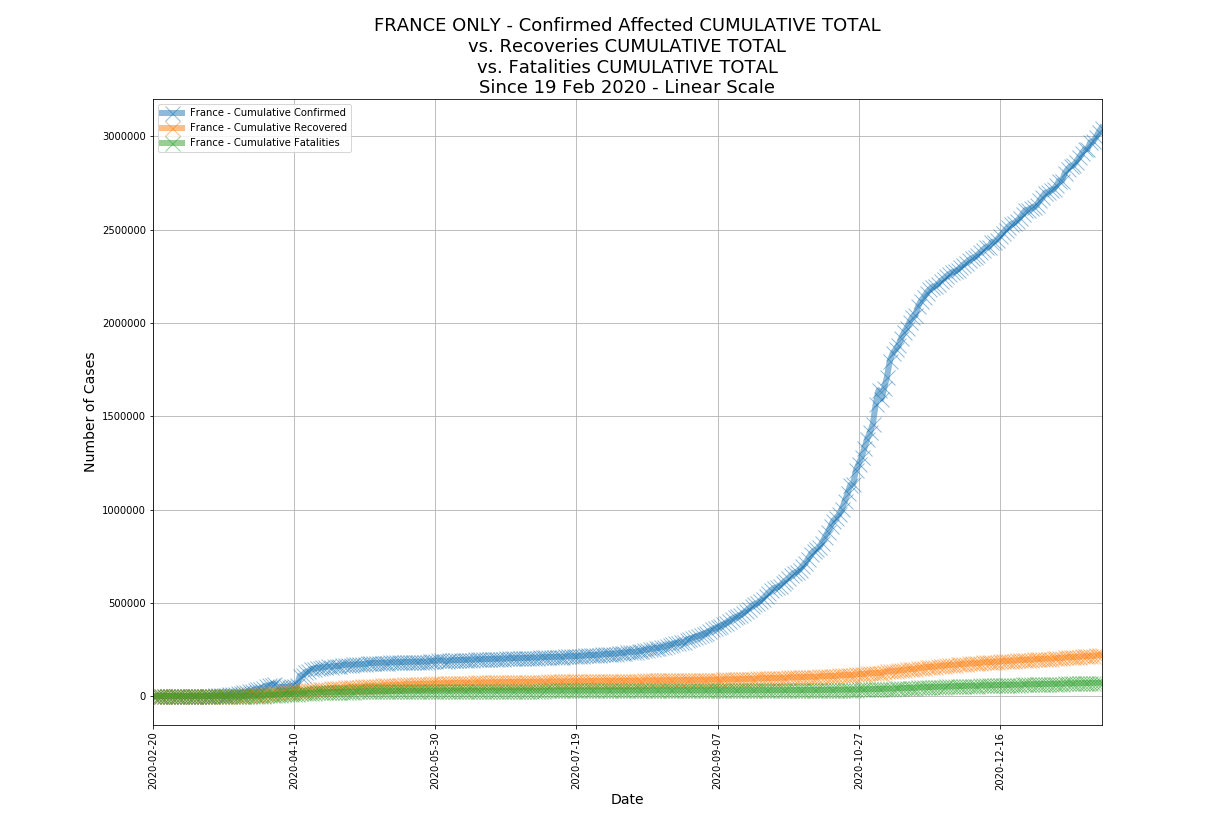 FRANCE ONLY - Confirmed Affected CUMULATIVE TOTAL
vs. Recoveries CUMULATIVE TOTAL
vs. Fatalities CUMULATIVE TOTAL
Since 19 Feb 2020 - Linear Scale
France - Cumulative Confirmed
France - Cumulative Recovered
France - Cumulative Fatalities
Number of Cases
3000000
2500000
2000000
1500000
1000000
500000
0
2020-02-20
2020-04-10
2020-05-30
2020-07-19
2020-09-07
2020-10-27
2020-12-16
Date